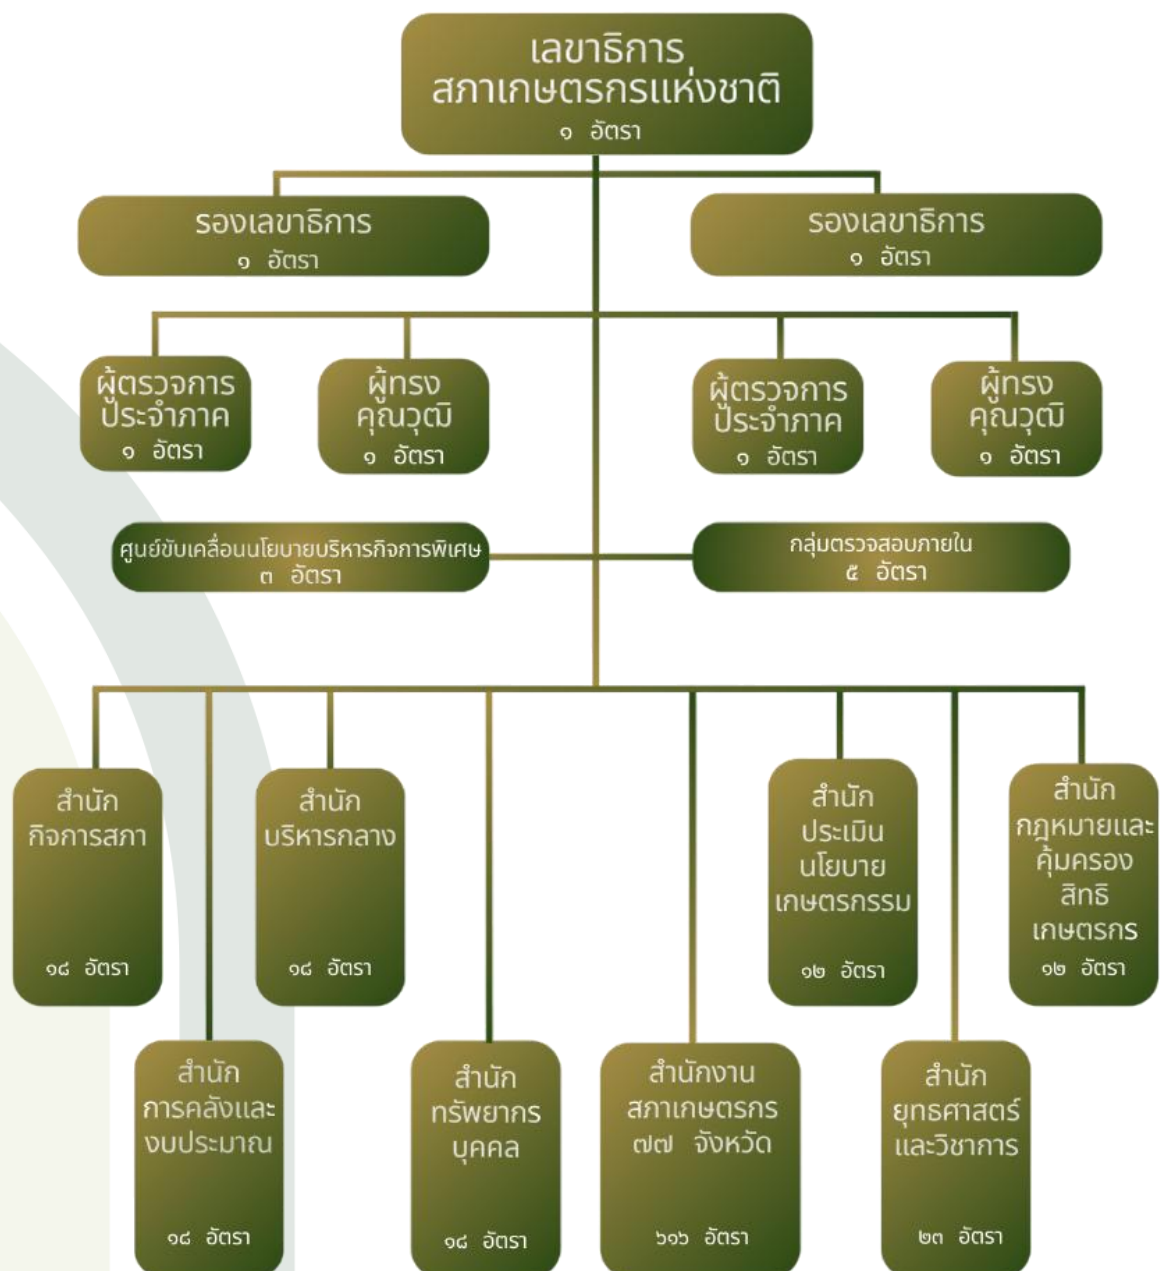 เลขาธิการ
สภาเกษตรกรแห่งชาติ
๑ อัตรา
รองเลขาธิการ
๑ อัตรา
รองเลขาธิการ
๑ อัตรา
ผู้ตรวจการ
ประจำภาค
๑ อัตรา
ผู้ทรง
คุณวุฒิ
๑ อัตรา
ผู้ตรวจการ
ประจำภาค
๑ อัตรา
ผู้ทรง
คุณวุฒิ
๑ อัตรา
ศูนย์ขับเคลื่อนนโยบายบริหารกิจการพิเศษ
๓ อัตรา
กลุ่มตรวจสอบภายใน
๕ อัตรา
สำนัก
กิจการสภา
๑๘ อัตรา
สำนัก
บริหารกลาง
๑๘ อัตรา
สำนัก
ประเมิน
นโยบาย
เกษตรกรรม
๑๒ อัตรา
สำนัก
กฎหมายและ
คุ้มครอง
สิทธิ
เกษตรกร
๑๒ อัตรา
สำนัก
การคลังและ
งบประมาณ
๑๘ อัตรา
สำนัก
ทรัพยากร
บุคคล
๑๘ อัตรา
สำนักงาน
สภาเกษตรกร
๗๗ จังหวัด
๖๑๖ อัตรา
สำนัก
ยุทธศาสตร์
และวิชาการ
๒๓ อัตรา